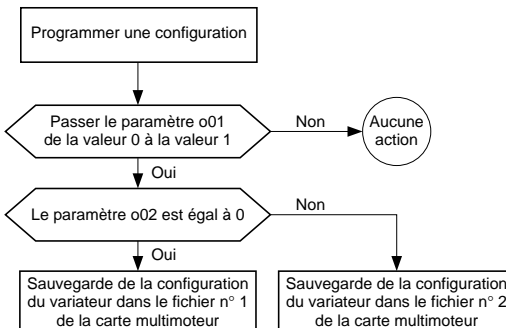 Programmer une configuration
Passer le paramètre o01
de la valeur 0 à la valeur 1
Non
Aucune
action
Oui
Le paramètre o02 est égal à 0
Non
Oui
Sauvegarde de la configuration
du variateur dans le fichier n° 1
de la carte multimoteur
Sauvegarde de la configuration
du variateur dans le fichier n° 2
de la carte multimoteur